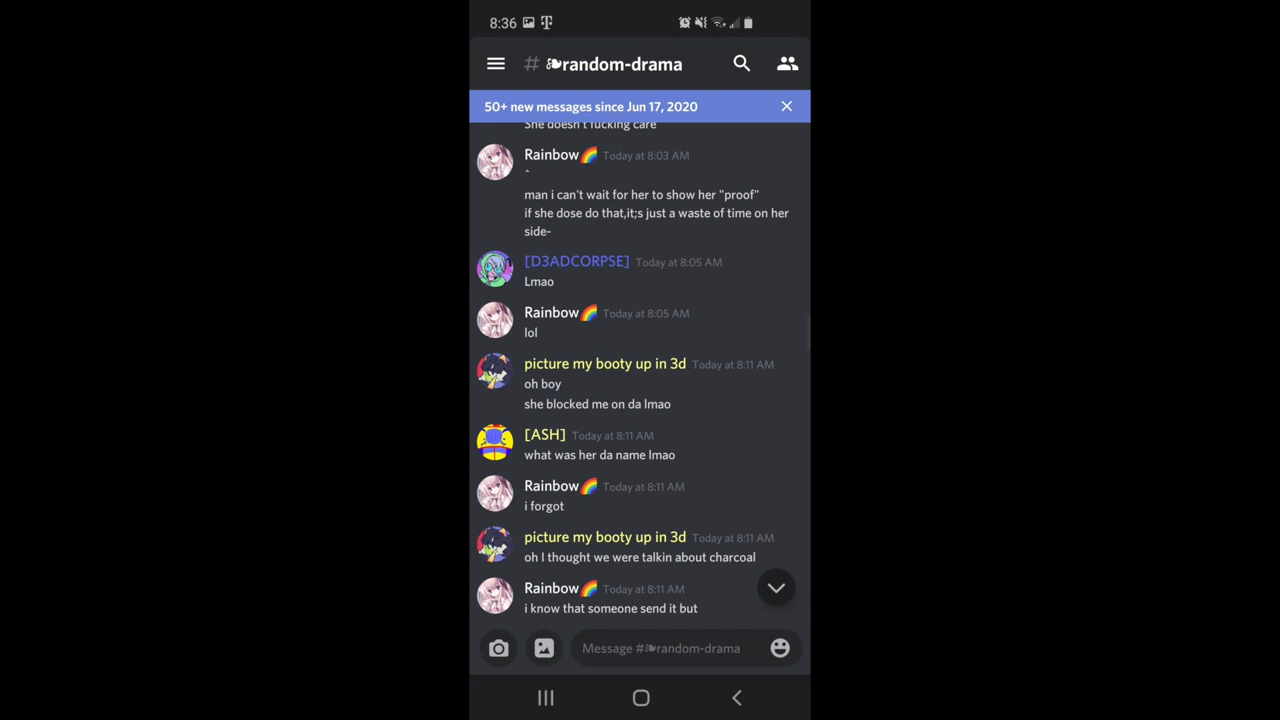 8:36
# ❧random-drama
50+ new messages since Jun 17, 2020
She doesn't fucking care
Rainbow🌈 Today at 8:03 AM
^
man i can't wait for her to show her "proof"
if she dose do that,it;s just a waste of time on her
side-
[D3ADCORPSE] Today at 8:05 AM
Lmao
Rainbow🌈 Today at 8:05 AM
lol
picture my booty up in 3d Today at 8:11 AM
oh boy
she blocked me on da lmao
[ASH] Today at 8:11 AM
what was her da name lmao
Rainbow🌈 Today at 8:11 AM
i forgot
picture my booty up in 3d Today at 8:11 AM
oh I thought we were talkin about charcoal
Rainbow🌈 Today at 8:11 AM
i know that someone send it but
Message #❧random-drama